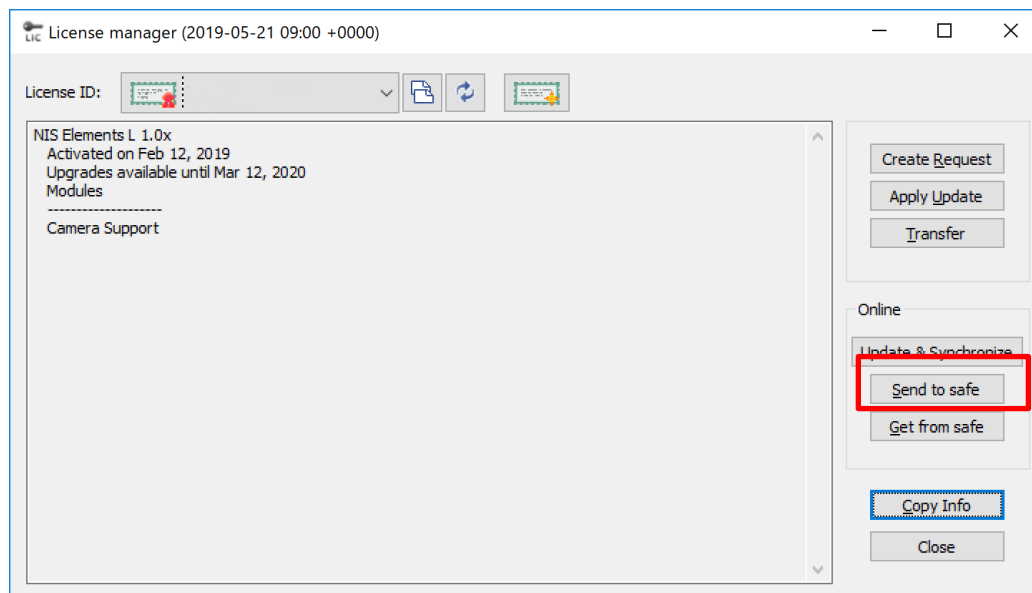 LIC License manager (2019-05-21 09:00 +0000)
License ID:
NIS Elements L 1.0x
Activated on Feb 12, 2019
Upgrades available until Mar 12, 2020
Modules
--------------------
Camera Support
Create Request
Apply Update
Transfer
Online
Update & Synchronize
Send to safe
Get from safe
Copy Info
Close